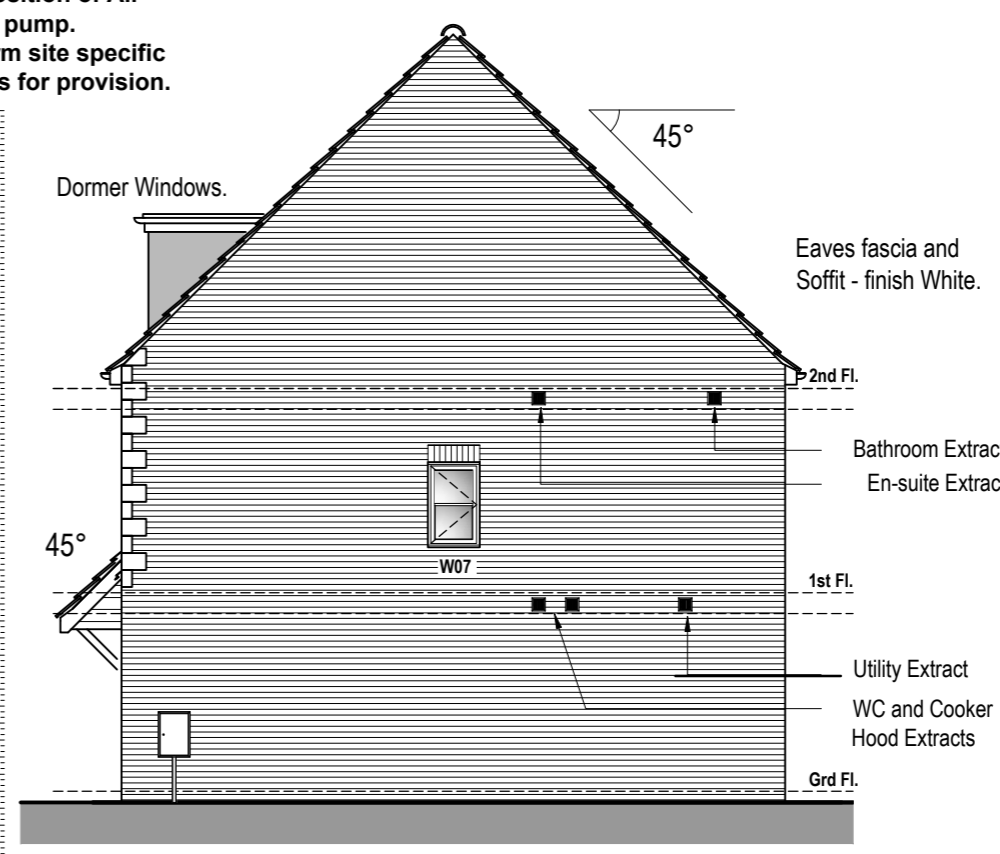 pump.
rm site specific
s for provision.
45°
Dormer Windows.
Eaves fascia and
Soffit - finish White.
2nd Fl.
Bathroom Extrac
En-suite Extrac
45°
W07
1st Fl.
Utility Extract
WC and Cooker
Hood Extracts
Grd Fl.